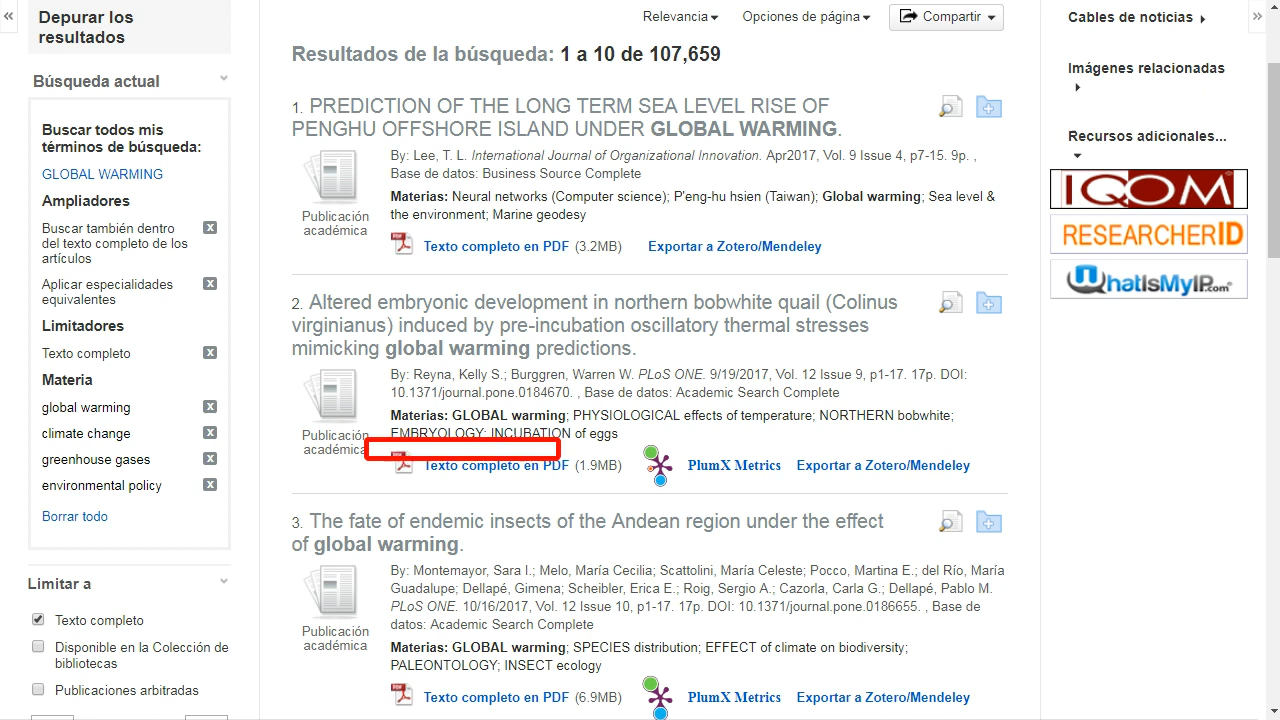 «
Depurar los
resultados
Búsqueda actual
Buscar todos mis
términos de búsqueda:
GLOBAL WARMING
Ampliadores
Buscar también dentro
del texto completo de los
artículos
Aplicar especialidades
equivalentes
Limitadores
Texto completo
Materia
global warming
climate change
greenhouse gases
environmental policy
Borrar todo
Limitar a
Texto completo
Disponible en la Colección de
bibliotecas
Publicaciones arbitradas
Relevancia Opciones de página Compartir
Resultados de la búsqueda: 1 a 10 de 107,659
1. PREDICTION OF THE LONG TERM SEA LEVEL RISE OF
PENGHU OFFSHORE ISLAND UNDER GLOBAL WARMING.
Publicación
académica
By: Lee, T. L. International Journal of Organizational Innovation. Apr2017, Vol. 9 Issue 4, p7-15. 9p. ,
Base de datos: Business Source Complete
Materias: Neural networks (Computer science); P'eng-hu hsien (Taiwan); Global warming; Sea level &
the environment; Marine geodesy
PDF Texto completo en PDF (3.2MB) Exportar a Zotero/Mendeley
2. Altered embryonic development in northern bobwhite quail (Colinus
virginianus) induced by pre-incubation oscillatory thermal stresses
mimicking global warming predictions.
Publicación
académica
By: Reyna, Kelly S.; Burggren, Warren W. PLoS ONE. 9/19/2017, Vol. 12 Issue 9, p1-17. 17p. DOI:
10.1371/journal.pone.0184670. , Base de datos: Academic Search Complete
Materias: GLOBAL warming; PHYSIOLOGICAL effects of temperature; NORTHERN bobwhite;
EMBRYOLOGY; INCUBATION of eggs
Texto completo en PDF (1.9MB) PlumX Metrics Exportar a Zotero/Mendeley
3. The fate of endemic insects of the Andean region under the effect
of global warming.
Publicación
académica
By: Montemayor, Sara I.; Melo, María Cecilia; Scattolini, María Celeste; Pocco, Martina E.; del Río, María
Guadalupe; Dellapé, Gimena; Scheibler, Erica E.; Roig, Sergio A.; Cazorla, Carla G.; Dellapé, Pablo M.
PLoS ONE. 10/16/2017, Vol. 12 Issue 10, p1-17. 17p. DOI: 10.1371/journal.pone.0186655. , Base de
datos: Academic Search Complete
Materias: GLOBAL warming; SPECIES distribution; EFFECT of climate on biodiversity;
PALEONTOLOGY; INSECT ecology
PDF Texto completo en PDF (6.9MB) PlumX Metrics Exportar a Zotero/Mendeley
Cables de noticias
»
Imágenes relacionadas
Recursos adicionales...
IQOM
RESEARCHERID
WhatIsMyIP.com